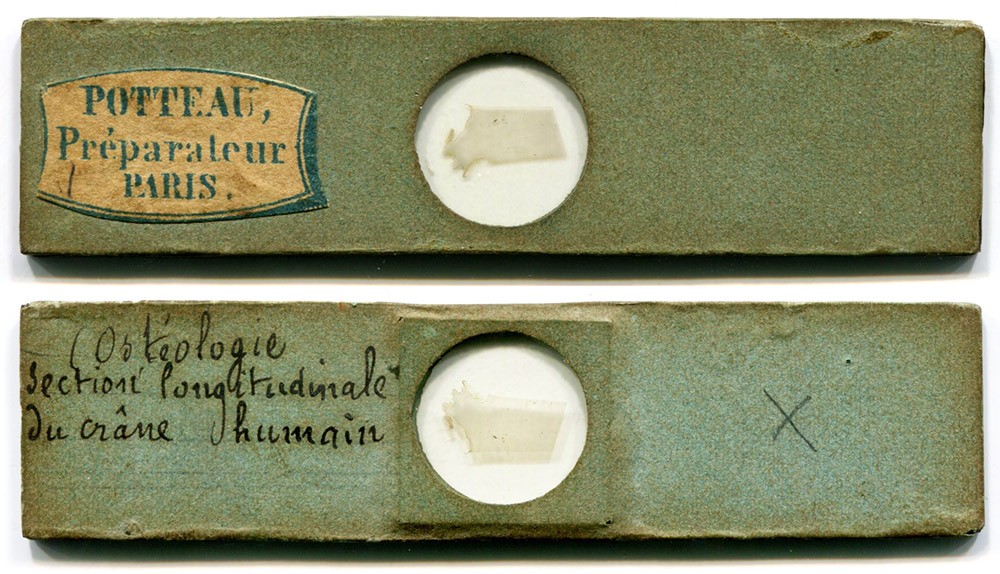 POTTEAU,
Préparateur
PARIS.
(Ostéologie
section longitudinale
du crâne humain
X